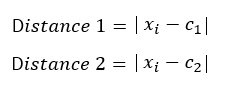 Distance 1 = | xᵢ − c₁|
Distance 2 = | xᵢ − c₂|